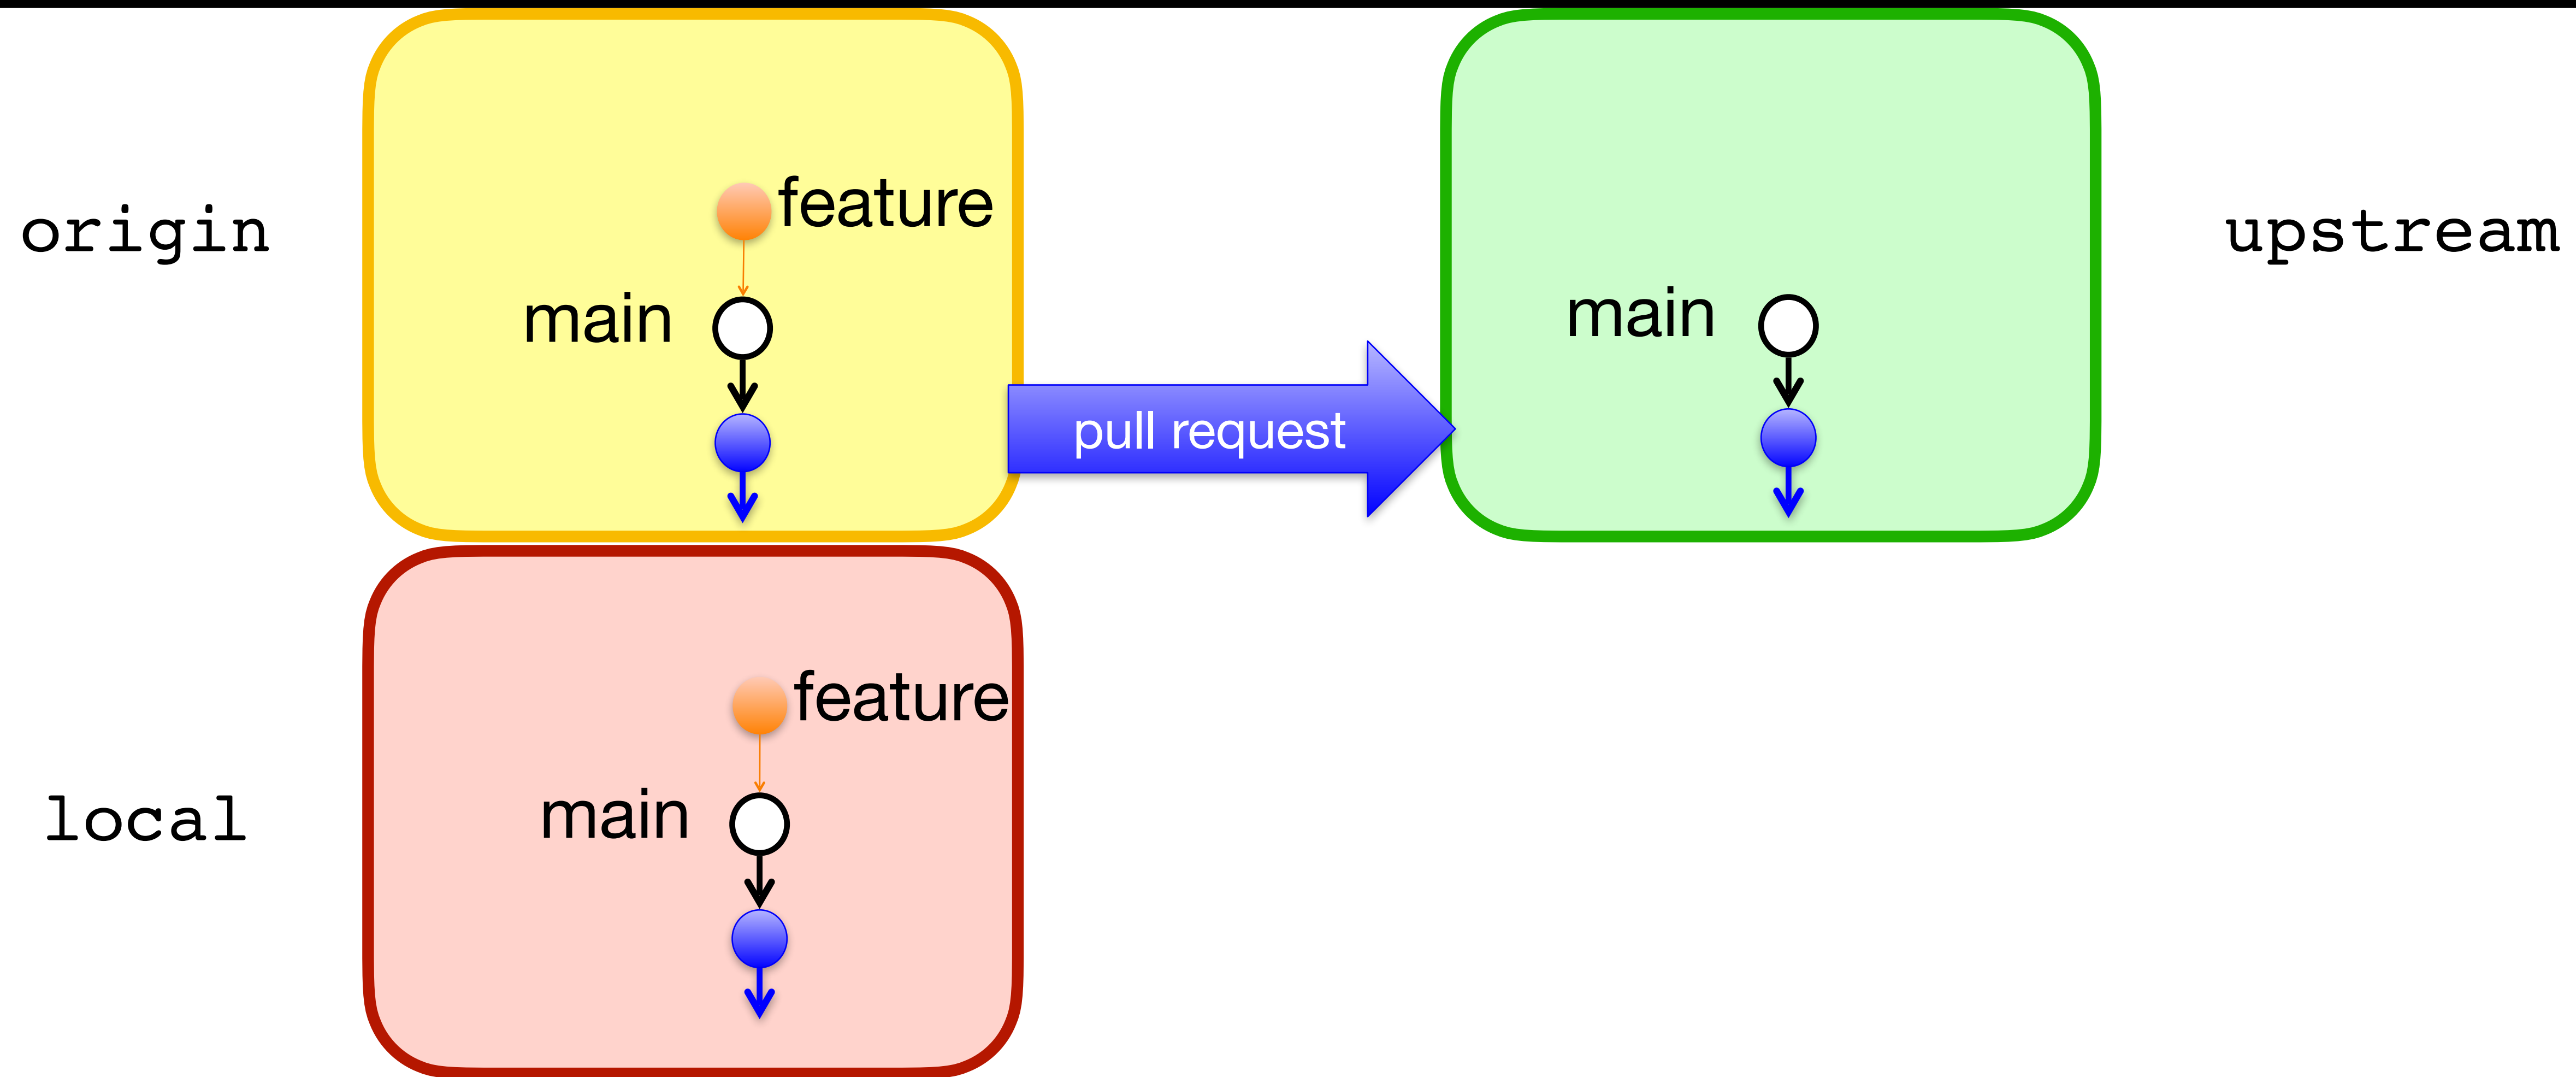 feature
origin
upstream
main
main
pull request
feature
main
local